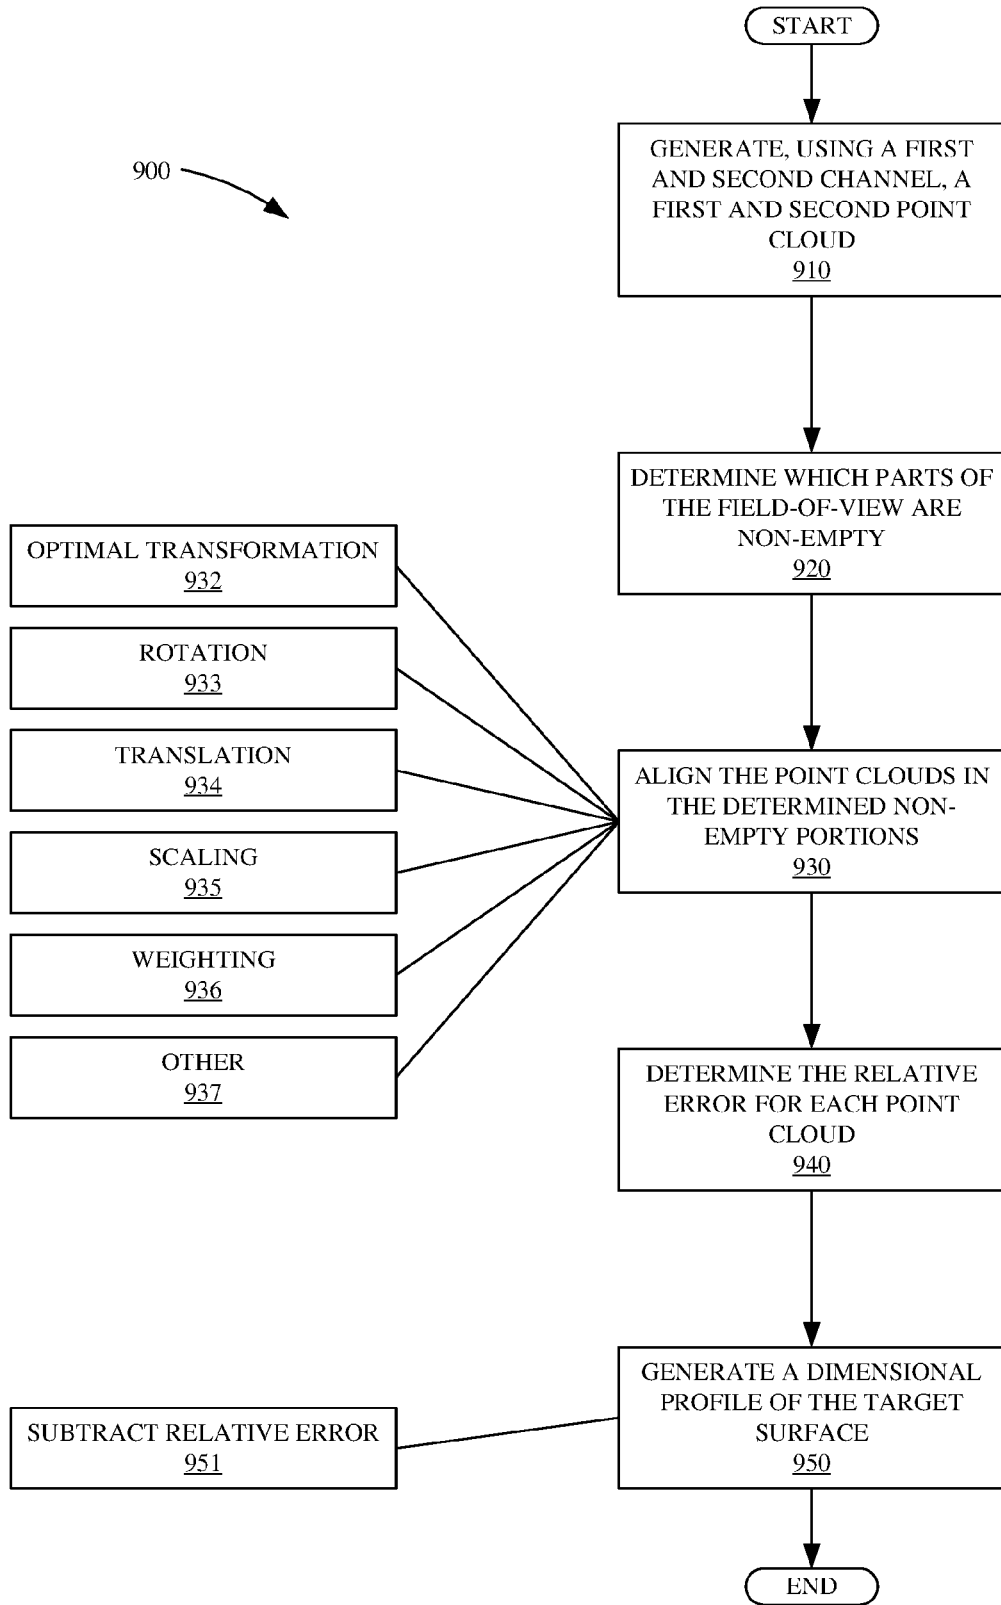 START
900
GENERATE, USING A FIRST
AND SECOND CHANNEL, A
FIRST AND SECOND POINT
CLOUD
910
DETERMINE WHICH PARTS OF
THE FIELD-OF-VIEW ARE
NON-EMPTY
920
OPTIMAL TRANSFORMATION
932
ROTATION
933
TRANSLATION
934
SCALING
935
WEIGHTING
936
OTHER
937
ALIGN THE POINT CLOUDS IN
THE DETERMINED NON-
EMPTY PORTIONS
930
DETERMINE THE RELATIVE
ERROR FOR EACH POINT
CLOUD
940
GENERATE A DIMENSIONAL
PROFILE OF THE TARGET
SURFACE
950
SUBTRACT RELATIVE ERROR
951
END